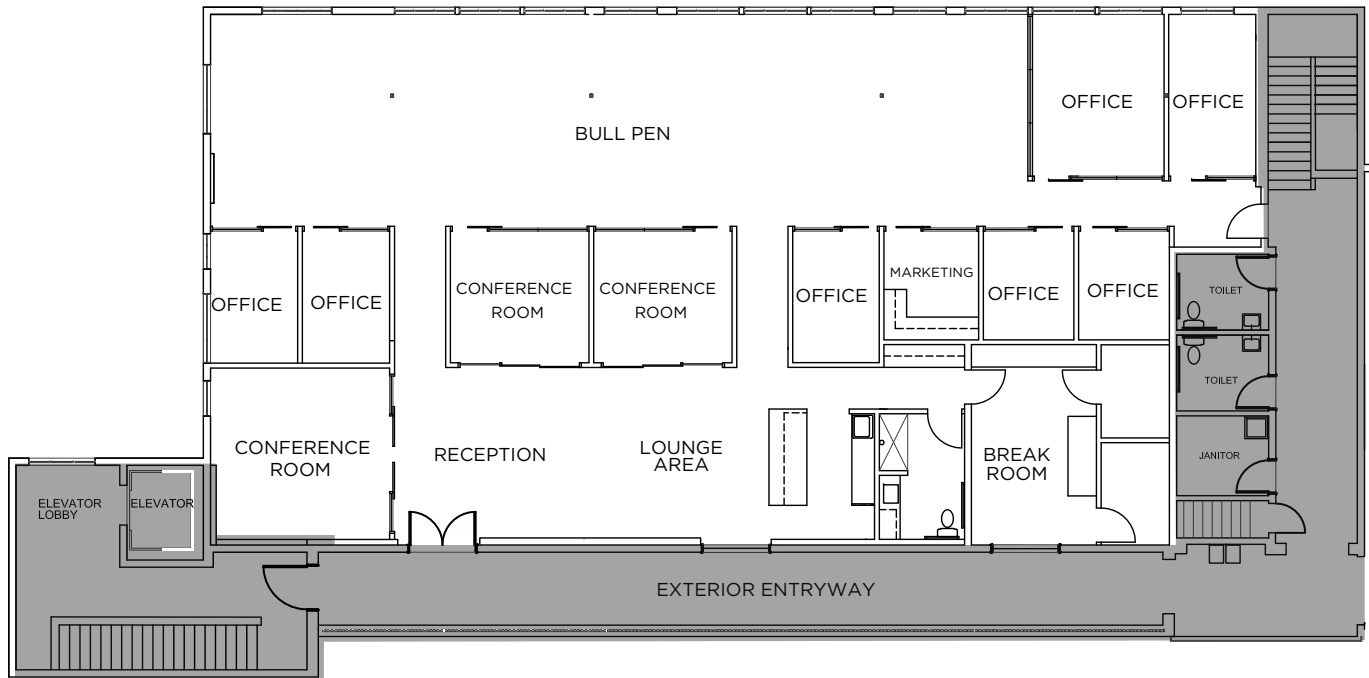 OFFICE
OFFICE
BULL PEN
OFFICE
OFFICE
CONFERENCE
ROOM
CONFERENCE
ROOM
OFFICE
MARKETING
OFFICE
OFFICE
TOILET
TOILET
CONFERENCE
ROOM
RECEPTION
LOUNGE
AREA
BREAK
ROOM
JANITOR
ELEVATOR
LOBBY
ELEVATOR
EXTERIOR ENTRYWAY